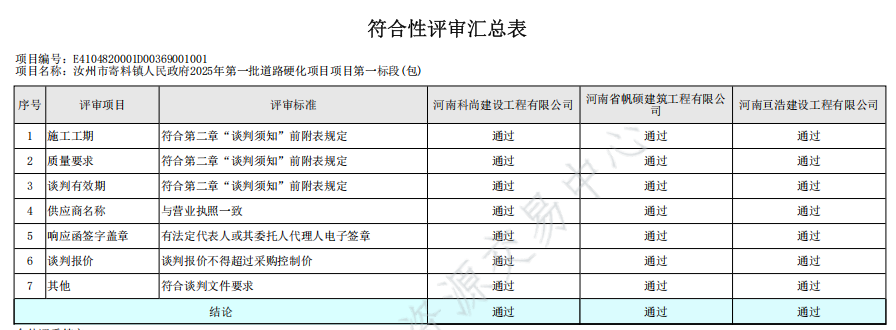 符合性评审汇总表
项目编号：E4104820001D00369001001
项目名称：汝州市寄料镇人民政府2025年第一批道路硬化项目项目第一标段(包)
序号 评审项目 评审标准 河南科尚建设工程有限公司 河南省帆硕建筑工程有限公司 河南亘浩建设工程有限公司
1 施工工期 符合第二章“谈判须知”前附表规定 通过 通过 通过
2 质量要求 符合第二章“谈判须知”前附表规定 通过 通过 通过
3 谈判有效期 符合第二章“谈判须知”前附表规定 通过 通过 通过
4 供应商名称 与营业执照一致 通过 通过 通过
5 响应函签字盖章 有法定代表人或其委托人代理人电子签章 通过 通过 通过
6 谈判报价 谈判报价不得超过采购控制价 通过 通过 通过
7 其他 符合谈判文件要求 通过 通过 通过
结论 通过 通过 通过
资源交易中心